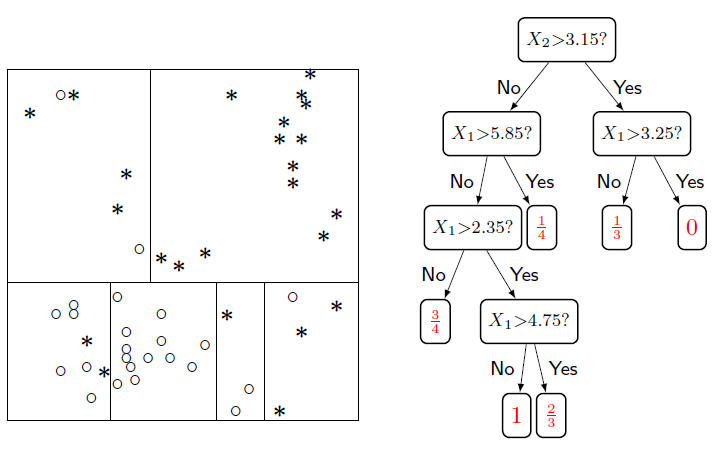 X₂>3.15?
No Yes
X₁>5.85? X₁>3.25?
No Yes No Yes
X₁>2.35? 1/4 1/3 0
No Yes
3/4 X₁>4.75?
No Yes
1 2/3